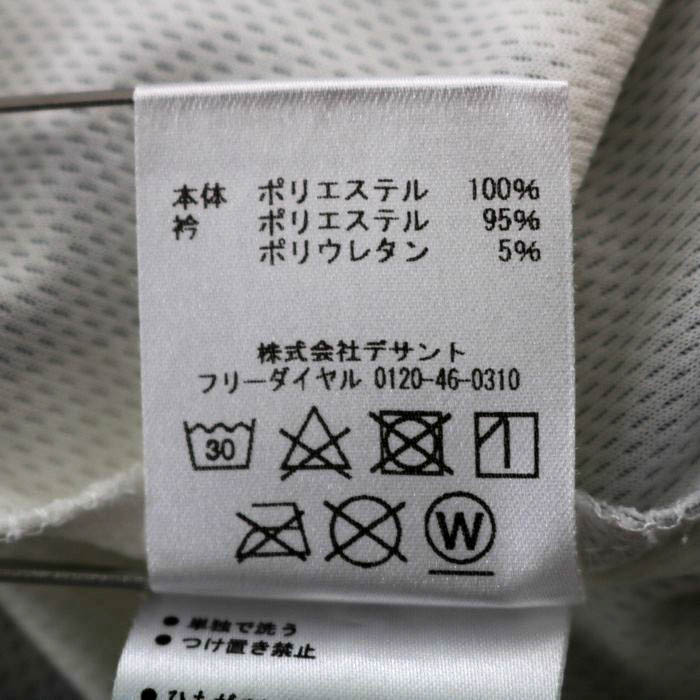 本体 ポリエステル 100%
衿 ポリエステル 95%
ポリウレタン 5%
株式会社デサント
フリーダイヤル 0120-46-0310
30
W
● 単独で洗う
● つけ置き禁止